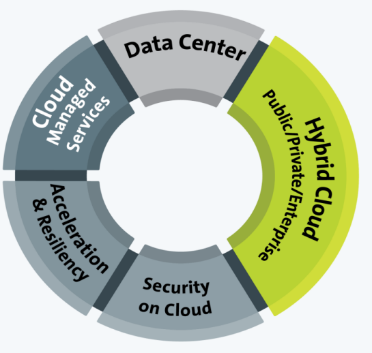 Data Center
Hybrid Cloud
Public/Private/Enterprise
Security
on Cloud
Acceleration
& Resiliency
Cloud
Managed
Services